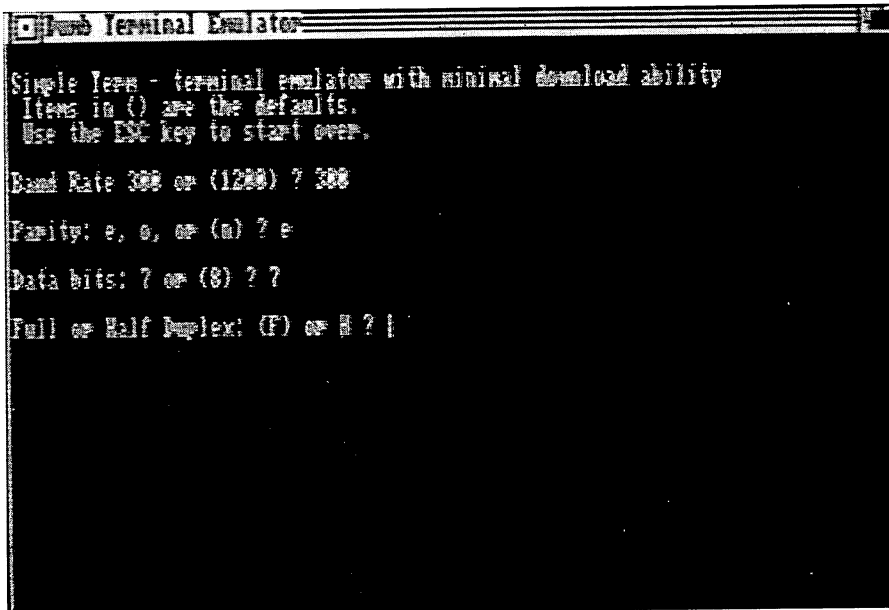 Dumb Terminal Emulator
Simple Term - terminal emulator with minimal download ability
Items in () are the defaults.
Use the ESC key to start over.
Baud Rate 300 or (1200) ? 300
Parity: e, o, or (n) ? e
Data bits: 7 or (8) ? 7
Full or Half Duplex: (F) or H ?